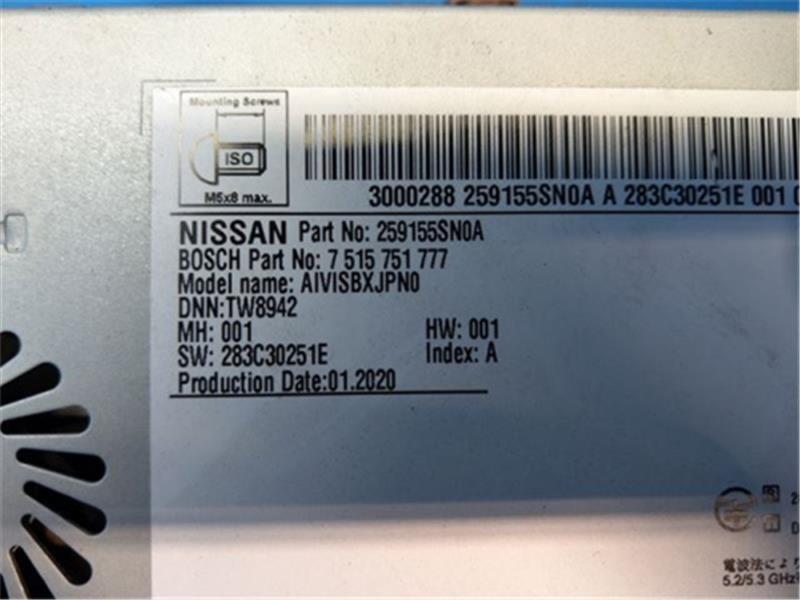 Mounting Screws
ISO
M5x8 max.
3000288 259155SN0A A 283C30251E 001
NISSAN Part No: 259155SN0A
BOSCH Part No: 7 515 751 777
Model name: AIVISBXJPN0
DNN:TW8942
MH: 001 HW: 001
SW: 283C30251E Index: A
Production Date:01.2020
電波法により
5.2/5.3 GHz